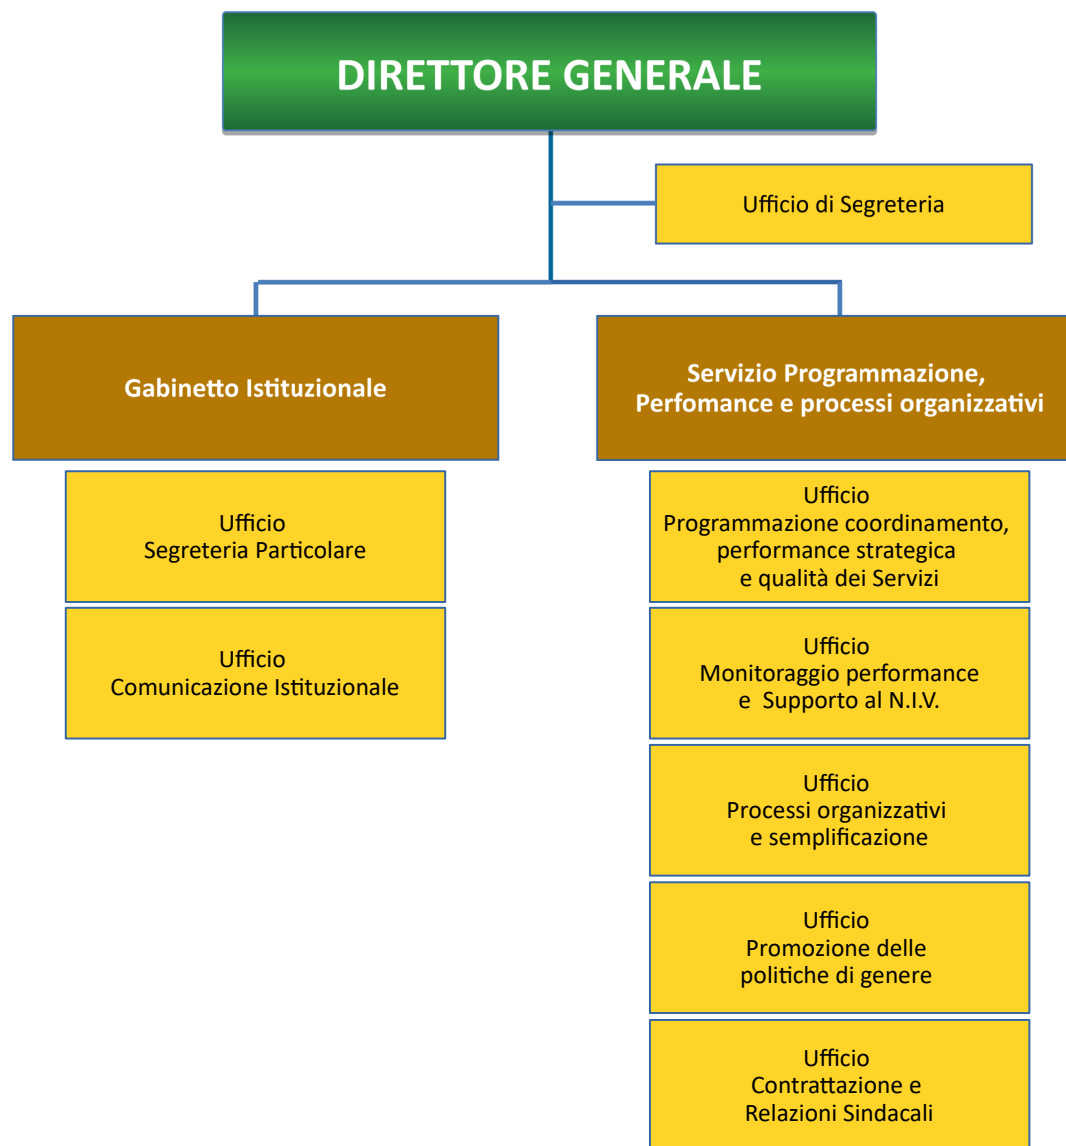 DIRETTORE GENERALE
Ufficio di Segreteria
Gabinetto Istituzionale
Servizio Programmazione,
Perfomance e processi organizzativi
Ufficio
Segreteria Particolare
Ufficio
Comunicazione Istituzionale
Ufficio
Programmazione coordinamento,
performance strategica
e qualità dei Servizi
Ufficio
Monitoraggio performance
e Supporto al N.I.V.
Ufficio
Processi organizzativi
e semplificazione
Ufficio
Promozione delle
politiche di genere
Ufficio
Contrattazione e
Relazioni Sindacali